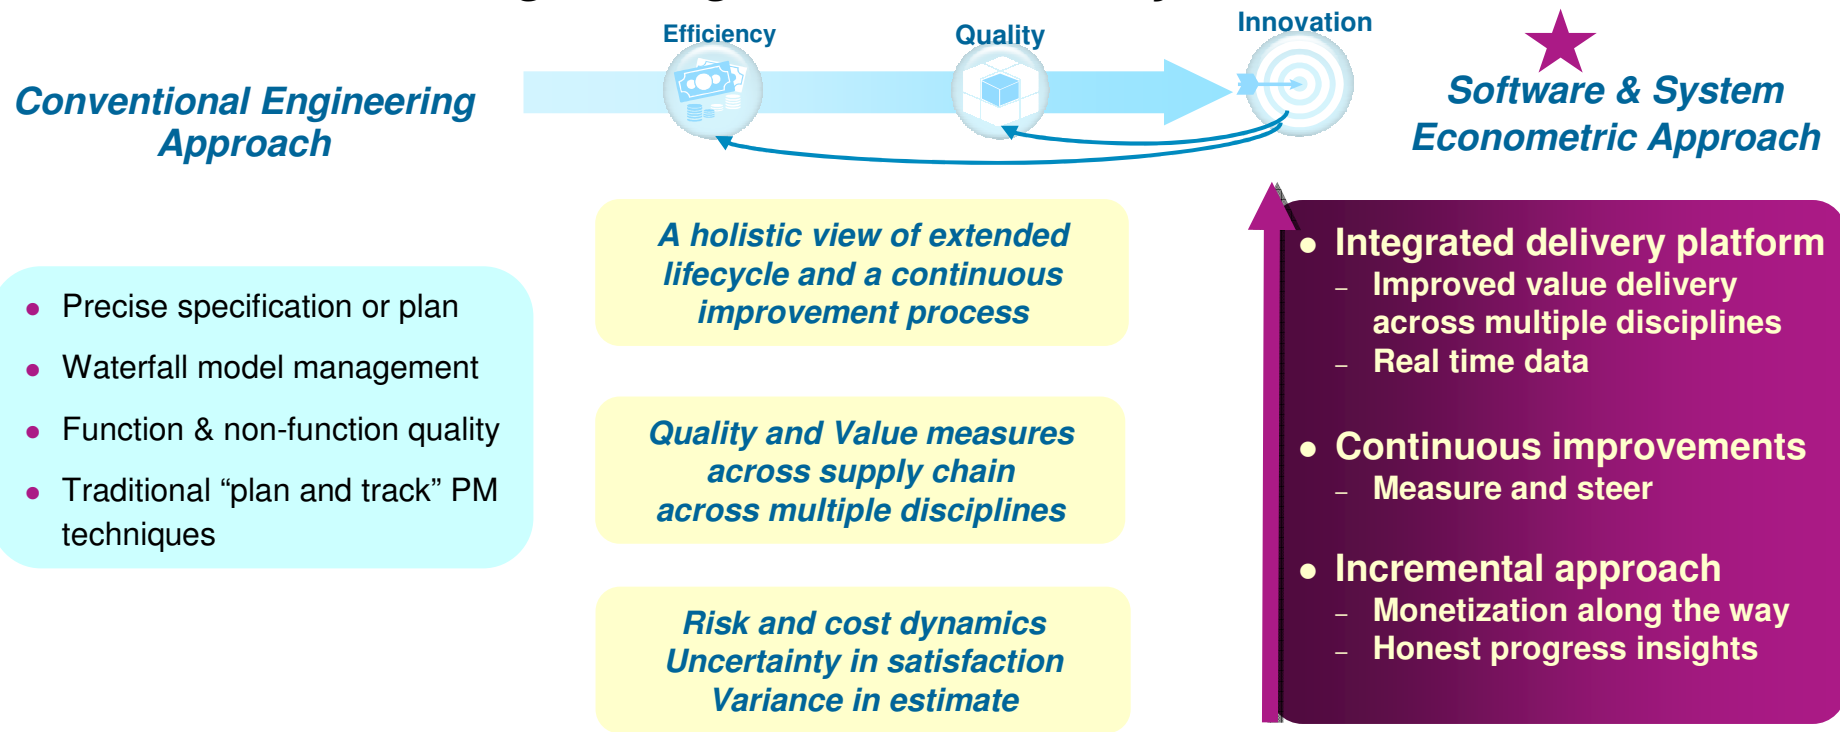 Efficiency
Quality
Innovation
Conventional Engineering
Approach
Software & System
Econometric Approach
● Precise specification or plan
● Waterfall model management
● Function & non-function quality
● Traditional “plan and track” PM
techniques
A holistic view of extended
lifecycle and a continuous
improvement process
Quality and Value measures
across supply chain
across multiple disciplines
Risk and cost dynamics
Uncertainty in satisfaction
Variance in estimate
● Integrated delivery platform
– Improved value delivery
across multiple disciplines
– Real time data
● Continuous improvements
– Measure and steer
● Incremental approach
– Monetization along the way
– Honest progress insights